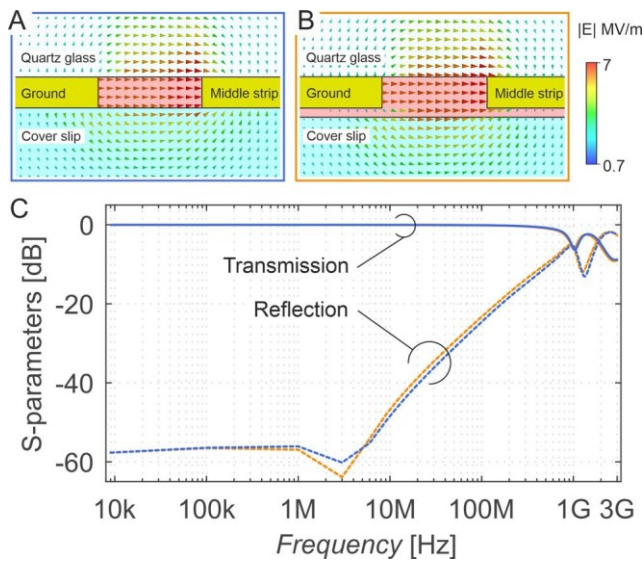 A
B
|E| MV/m
Quartz glass
Quartz glass
7
Ground
Middle strip
Ground
Middle strip
Cover slip
Cover slip
0.7
C
0
Transmission
-20
Reflection
-40
-60
S-parameters [dB]
10k
100k
1M
10M
100M
1G
3G
Frequency [Hz]